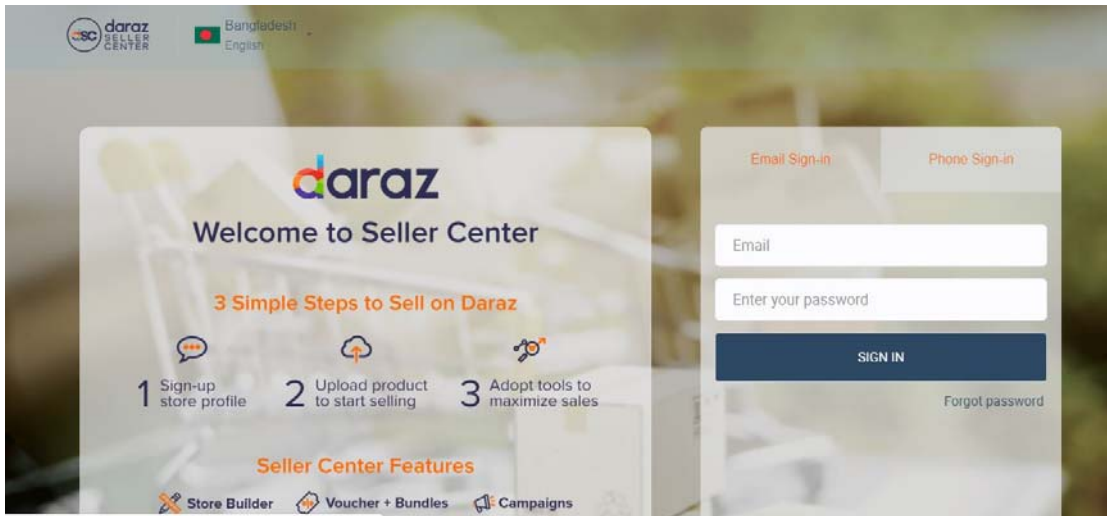 asc daraz
SELLER
CENTER
Bangladesh
English
daraz
Welcome to Seller Center
3 Simple Steps to Sell on Daraz
1 Sign-up
store profile
2 Upload product
to start selling
3 Adopt tools to
maximize sales
Seller Center Features
Store Builder
Voucher + Bundles
Campaigns
Email Sign-in
Phone Sign-in
Email
Enter your password
SIGN IN
Forgot password